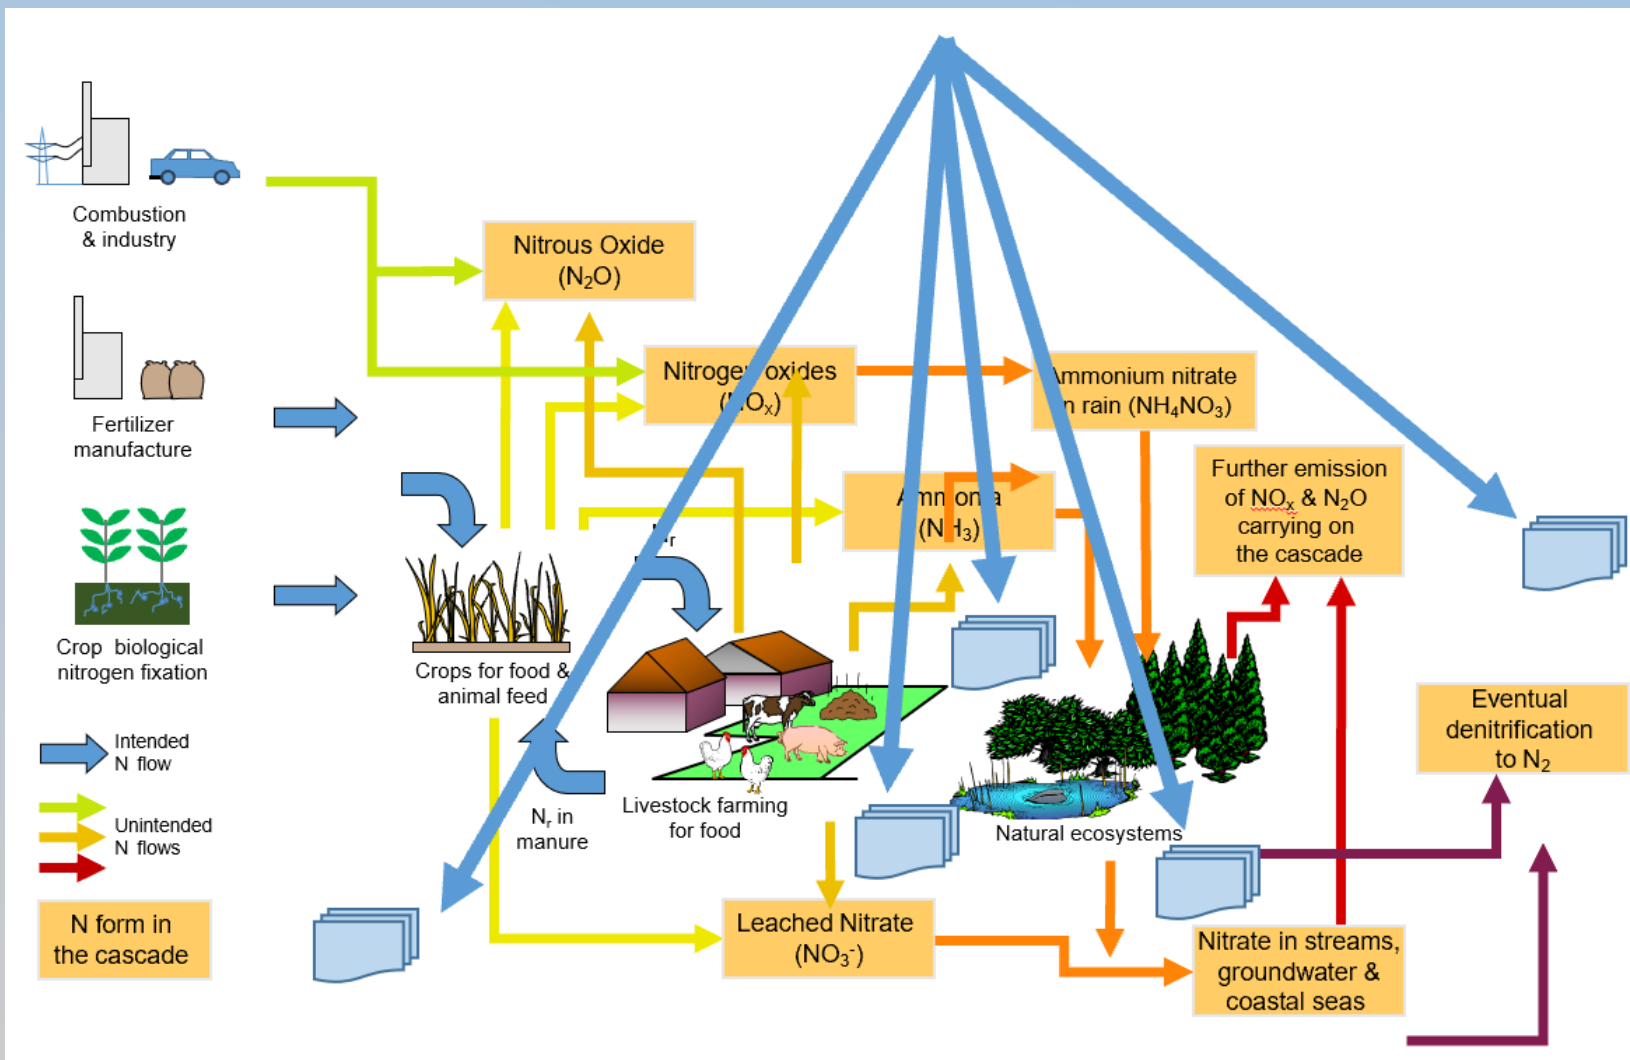 Combustion
& industry
Nitrous Oxide
(N₂O)
Fertilizer
manufacture
Nitrogen oxides
(NOₓ)
Ammonium nitrate
in rain (NH₄NO₃)
Further emission
of NOₓ & N₂O
carrying on
the cascade
Ammonia
(NH₃)
Crop biological
nitrogen fixation
Crops for food &
animal feed
Livestock farming
for food
Nᵣ in
manure
Natural ecosystems
Eventual
denitrification
to N₂
Intended
N flow
Unintended
N flows
N form in
the cascade
Leached Nitrate
(NO₃⁻)
Nitrate in streams,
groundwater &
coastal seas